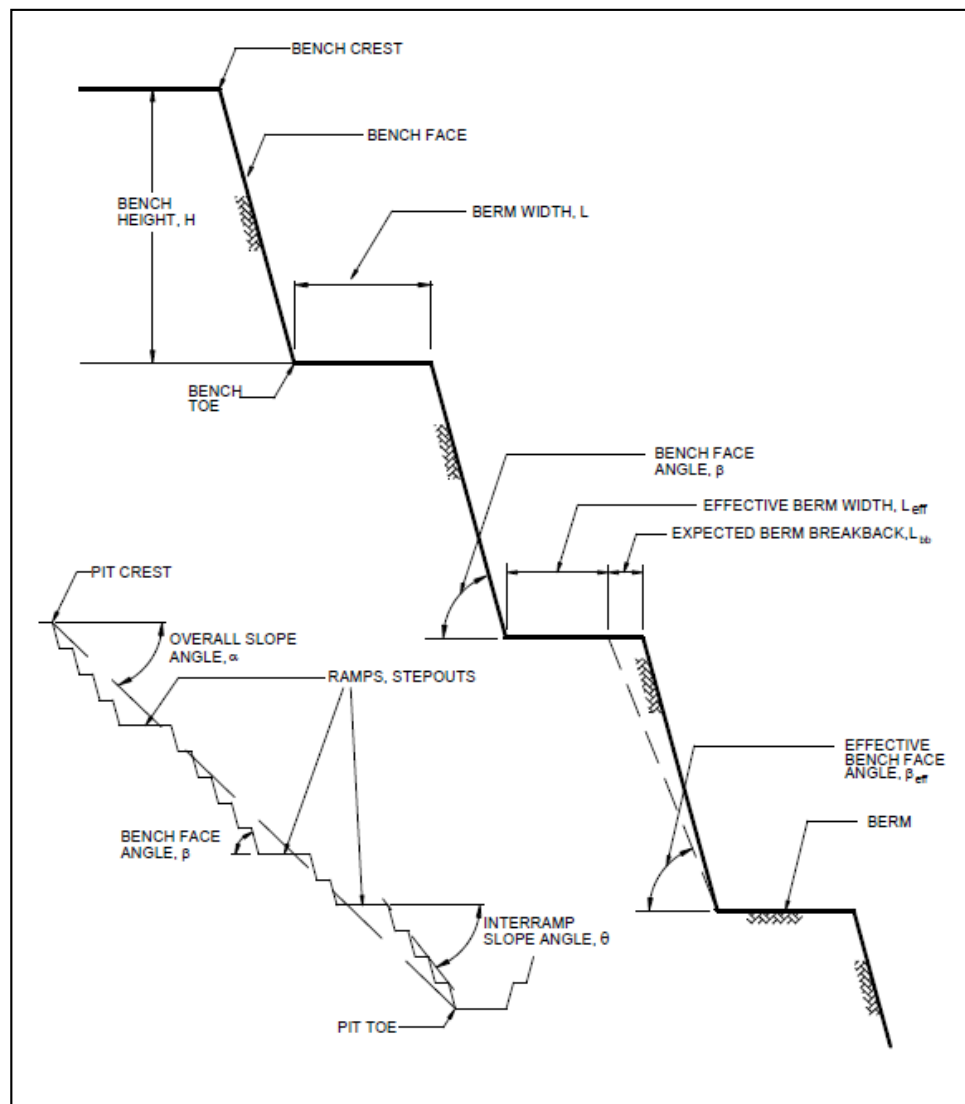 BENCH CREST
BENCH FACE
BENCH
HEIGHT, H
BERM WIDTH, L
BENCH
TOE
BENCH FACE
ANGLE, β
EFFECTIVE BERM WIDTH, Leff
EXPECTED BERM BREAKBACK, Lbb
PIT CREST
OVERALL SLOPE
ANGLE, α
RAMPS, STEPOUTS
EFFECTIVE
BENCH FACE
ANGLE, βeff
BERM
BENCH FACE
ANGLE, β
INTERRAMP
SLOPE ANGLE, θ
PIT TOE